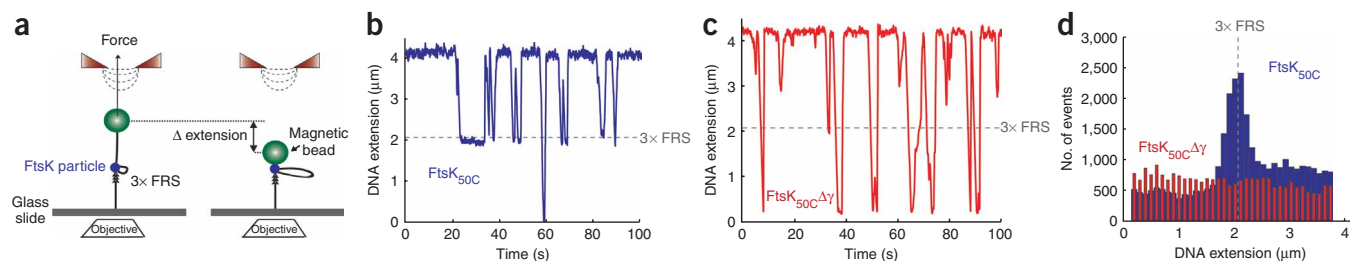 a
Force
Δ extension
Magnetic
bead
FtsK particle
3× FRS
Glass
slide
Objective
Objective
b
DNA extension (μm)
4
3
2
1
0
3× FRS
FtsK50C
0 20 40 60 80 100
Time (s)
c
DNA extension (μm)
4
3
2
1
0
3× FRS
FtsK50CΔγ
0 20 40 60 80 100
Time (s)
d
3× FRS
No. of events
3,000
2,500
2,000
1,500
1,000
500
0
FtsK50C
FtsK50CΔγ
0 1 2 3 4
DNA extension (μm)